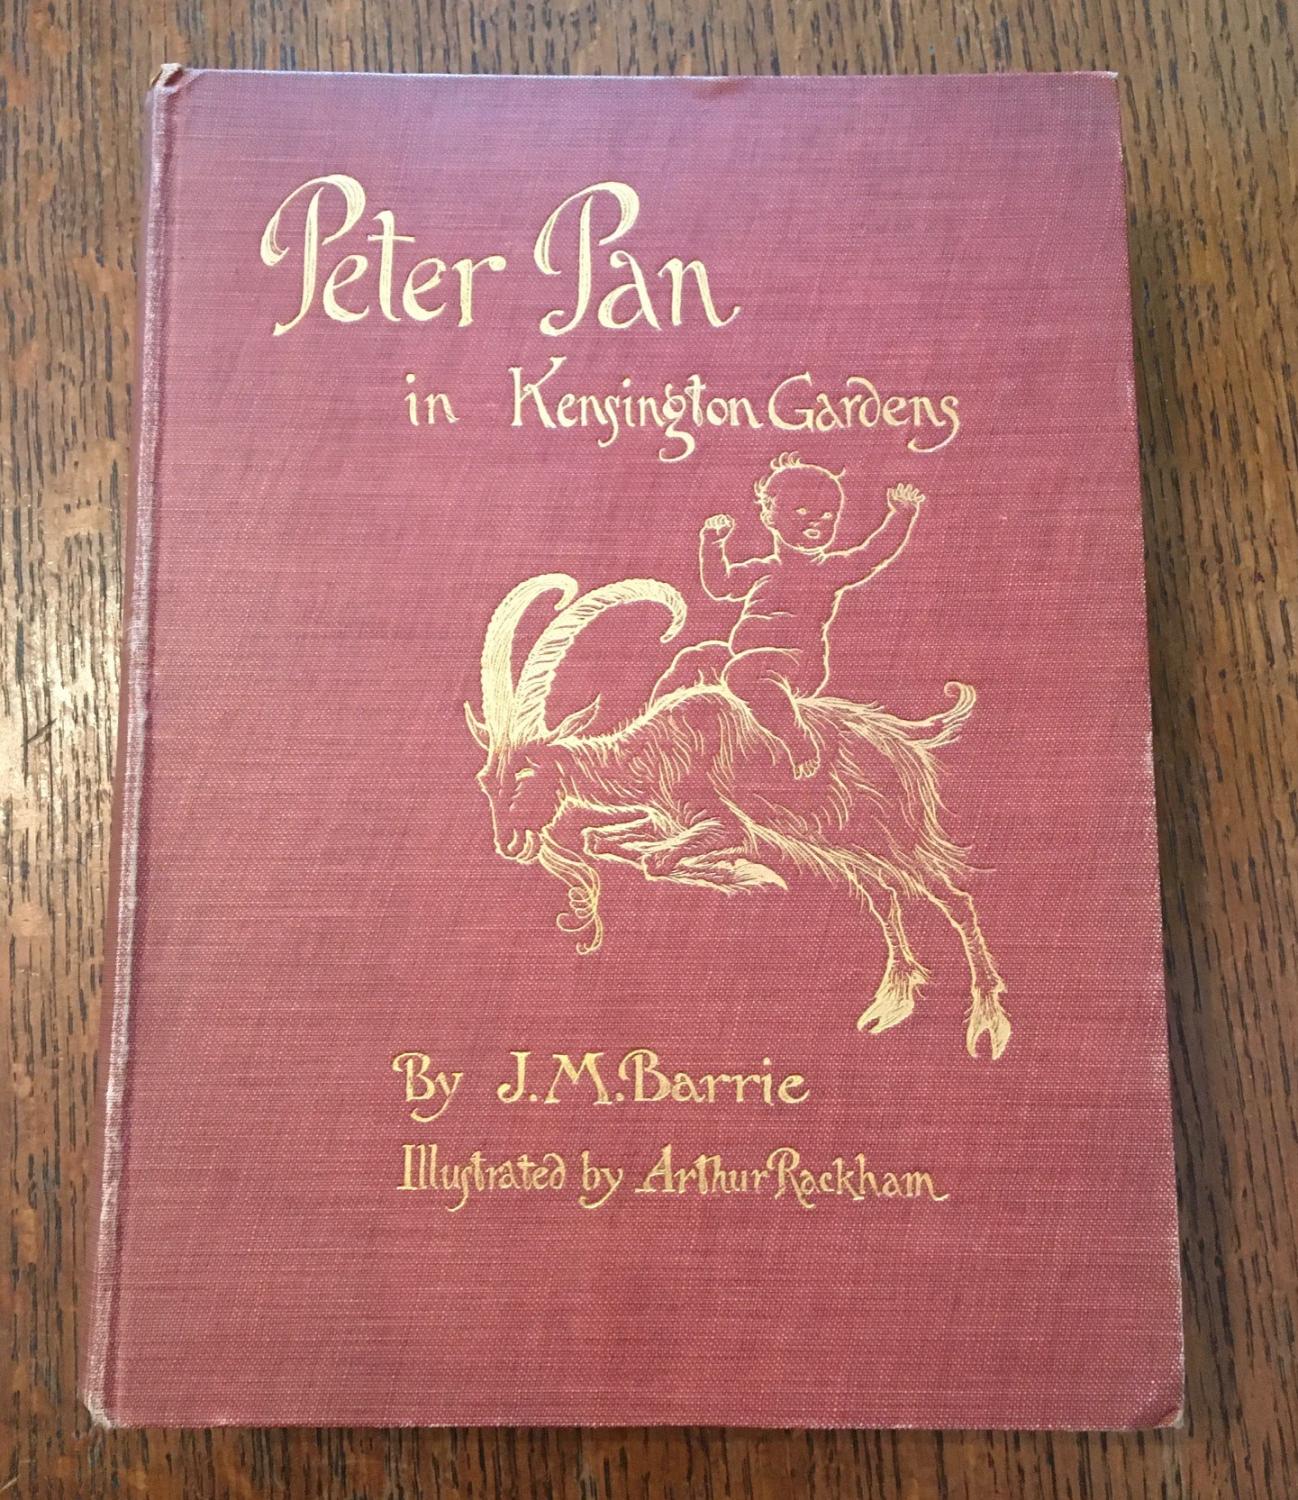 Peter Pan
in Kensington Gardens
By J.M. Barrie
Illustrated by Arthur Rackham